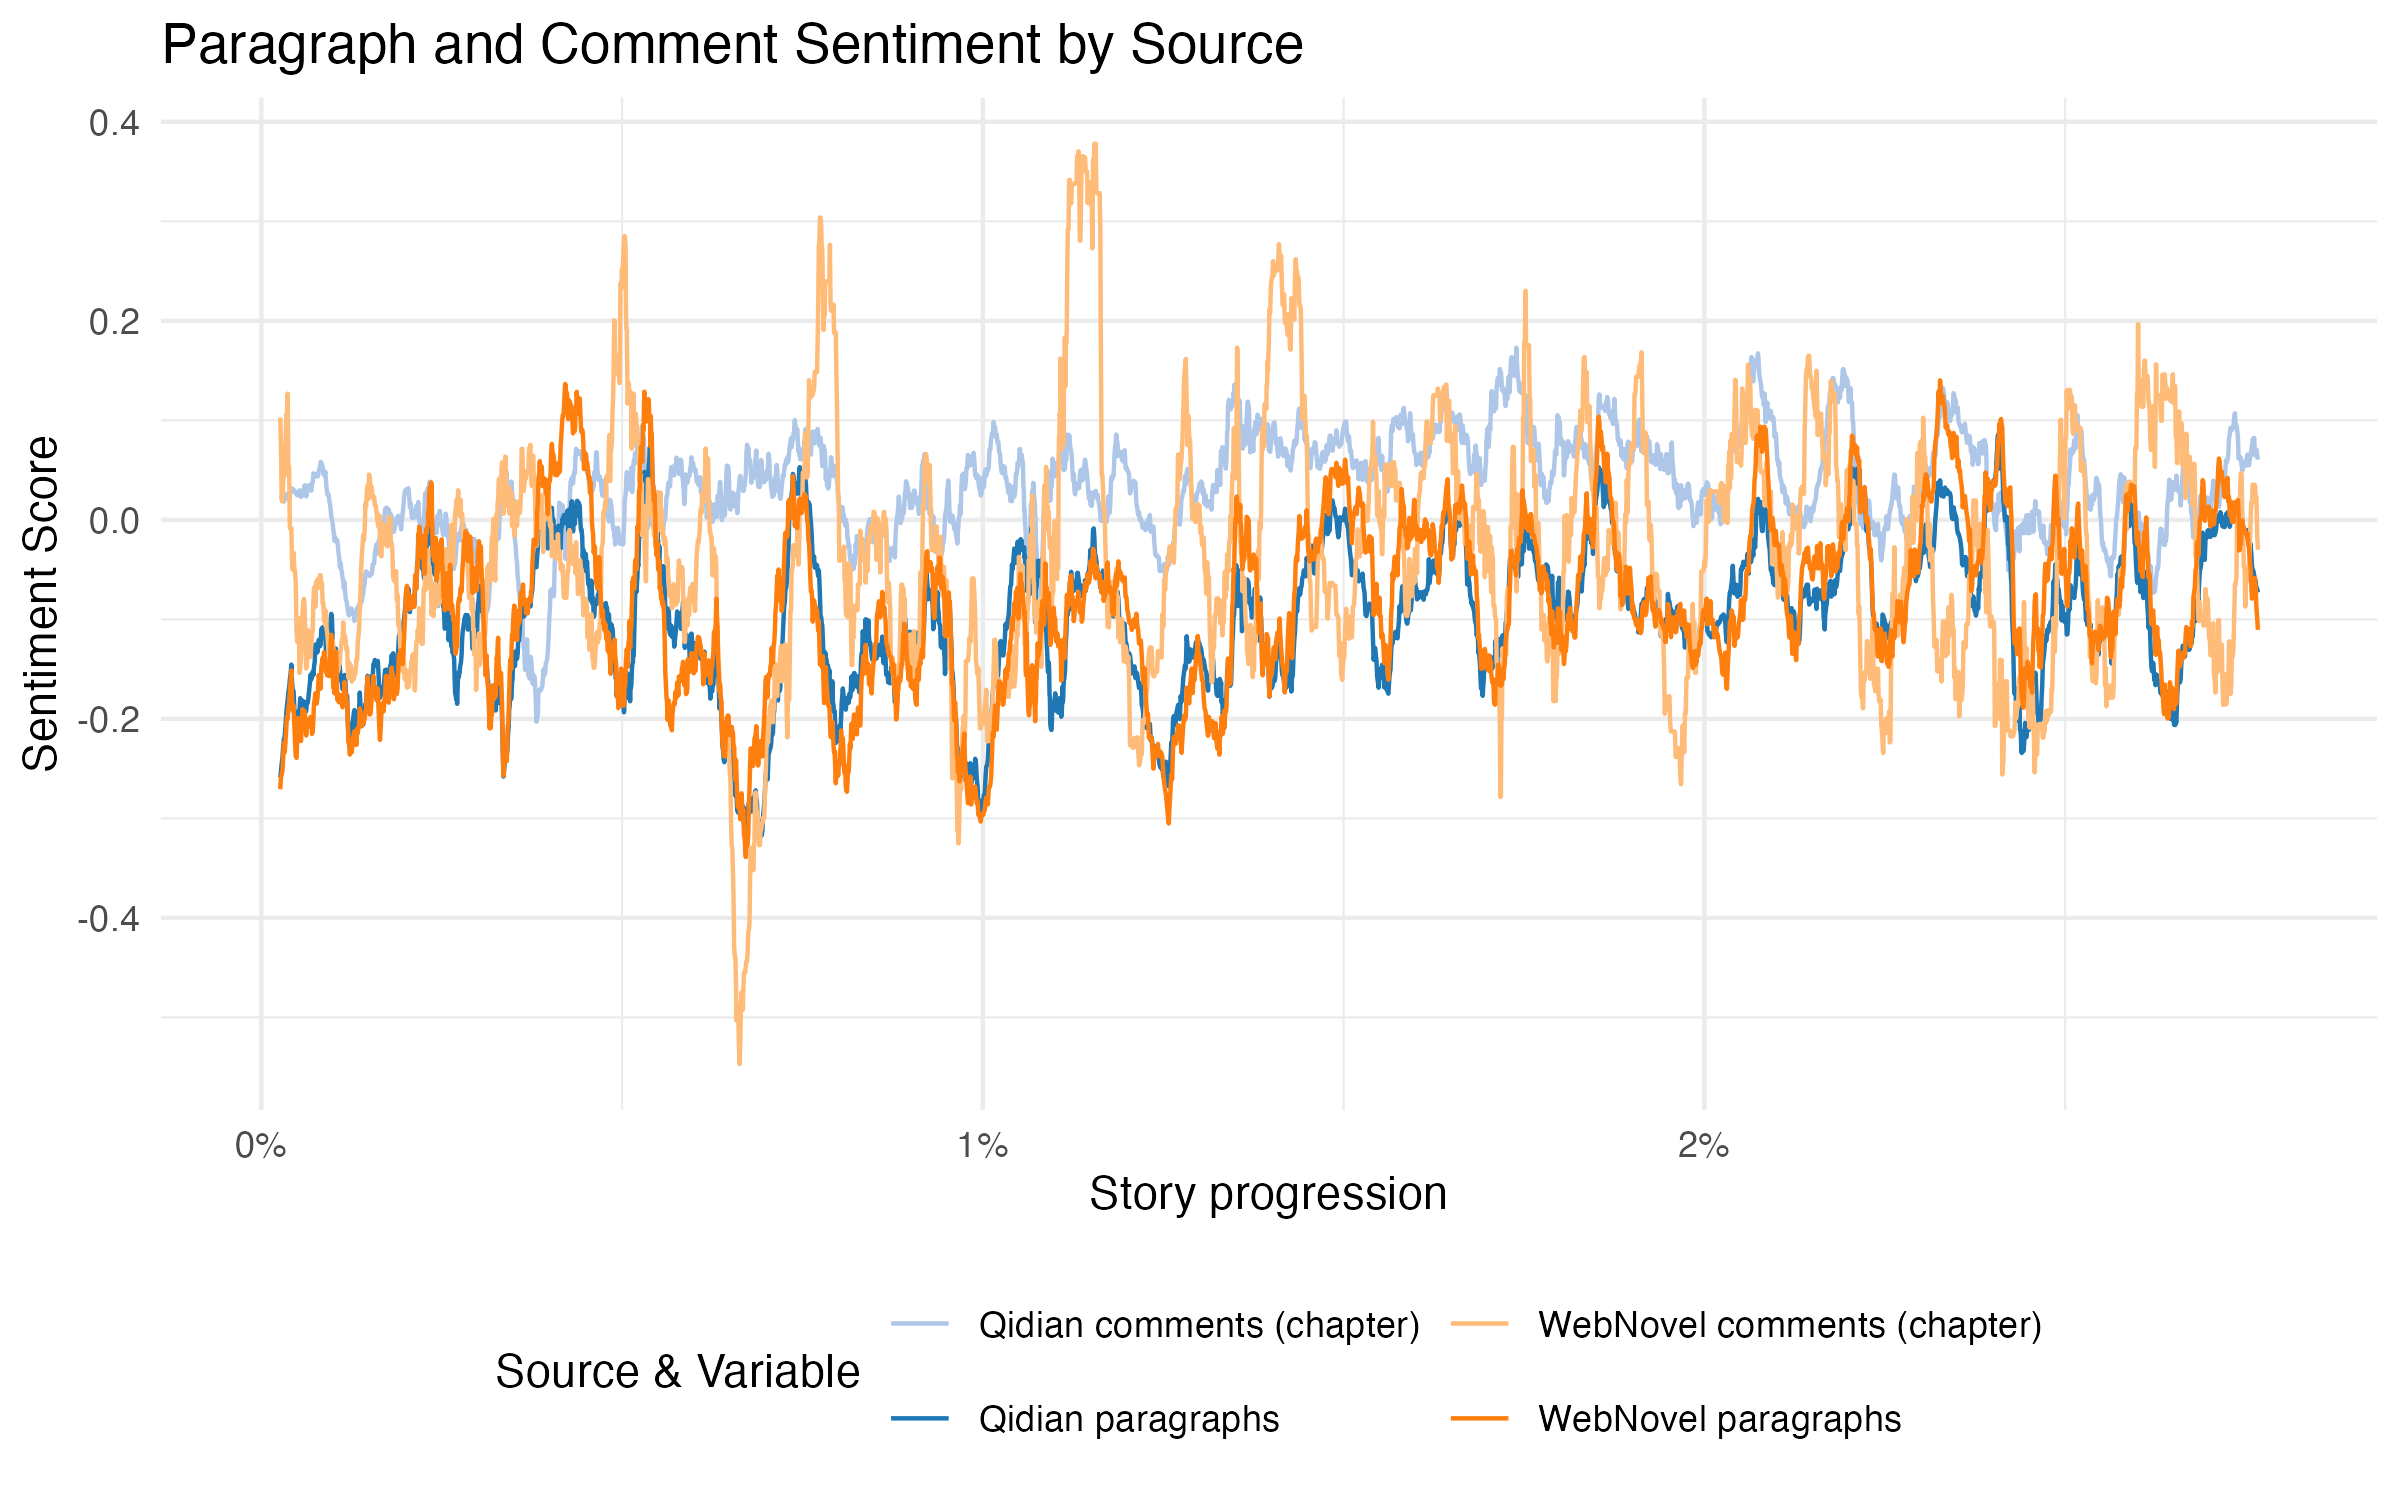 Paragraph and Comment Sentiment by Source
0.4
0.2
0.0
-0.2
-0.4
Sentiment Score
0%
1%
2%
Story progression
Source & Variable
Qidian comments (chapter)
WebNovel comments (chapter)
Qidian paragraphs
WebNovel paragraphs